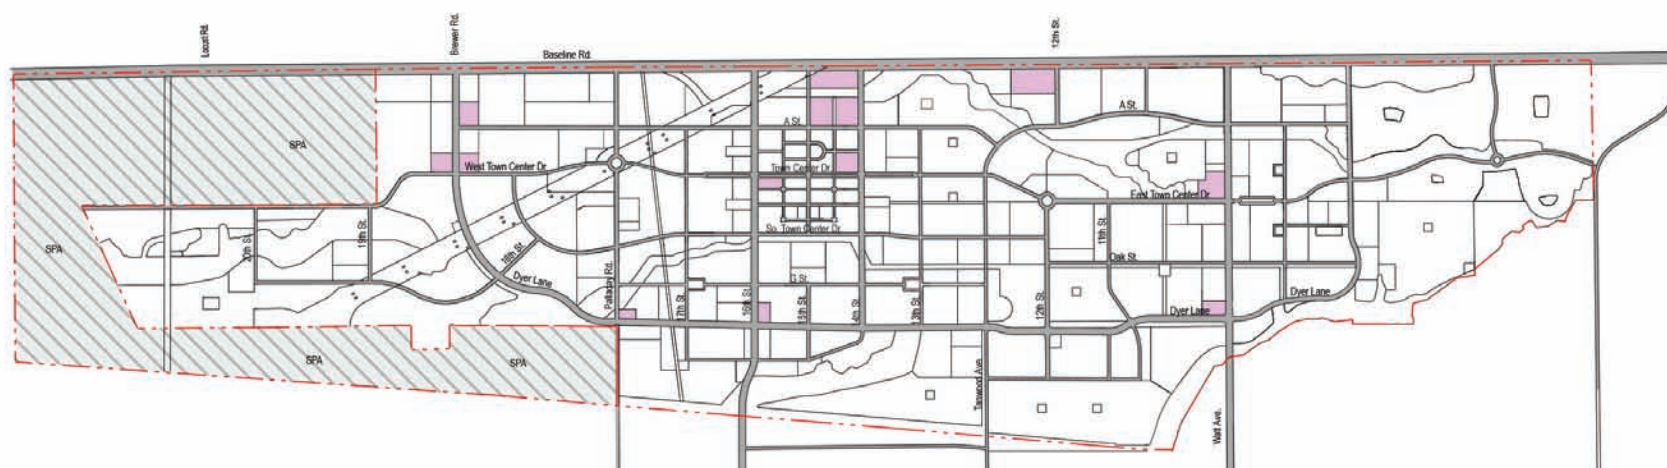 Locust Rd.
Brewer Rd.
Baseline Rd.
12th St.
A St.
A St.
SPA
West Town Center Dr.
Town Center Dr.
East Town Center Dr.
20th St.
19th St.
18th St.
SPA
So. Town Center Dr.
11th St.
Oak St.
Dyer Lane
Palladay Rd.
G St.
17th St.
16th St.
15th St.
14th St.
13th St.
12th St.
Dyer Lane
Dyer Lane
SPA
SPA
Tanwood Ave.
Watt Ave.